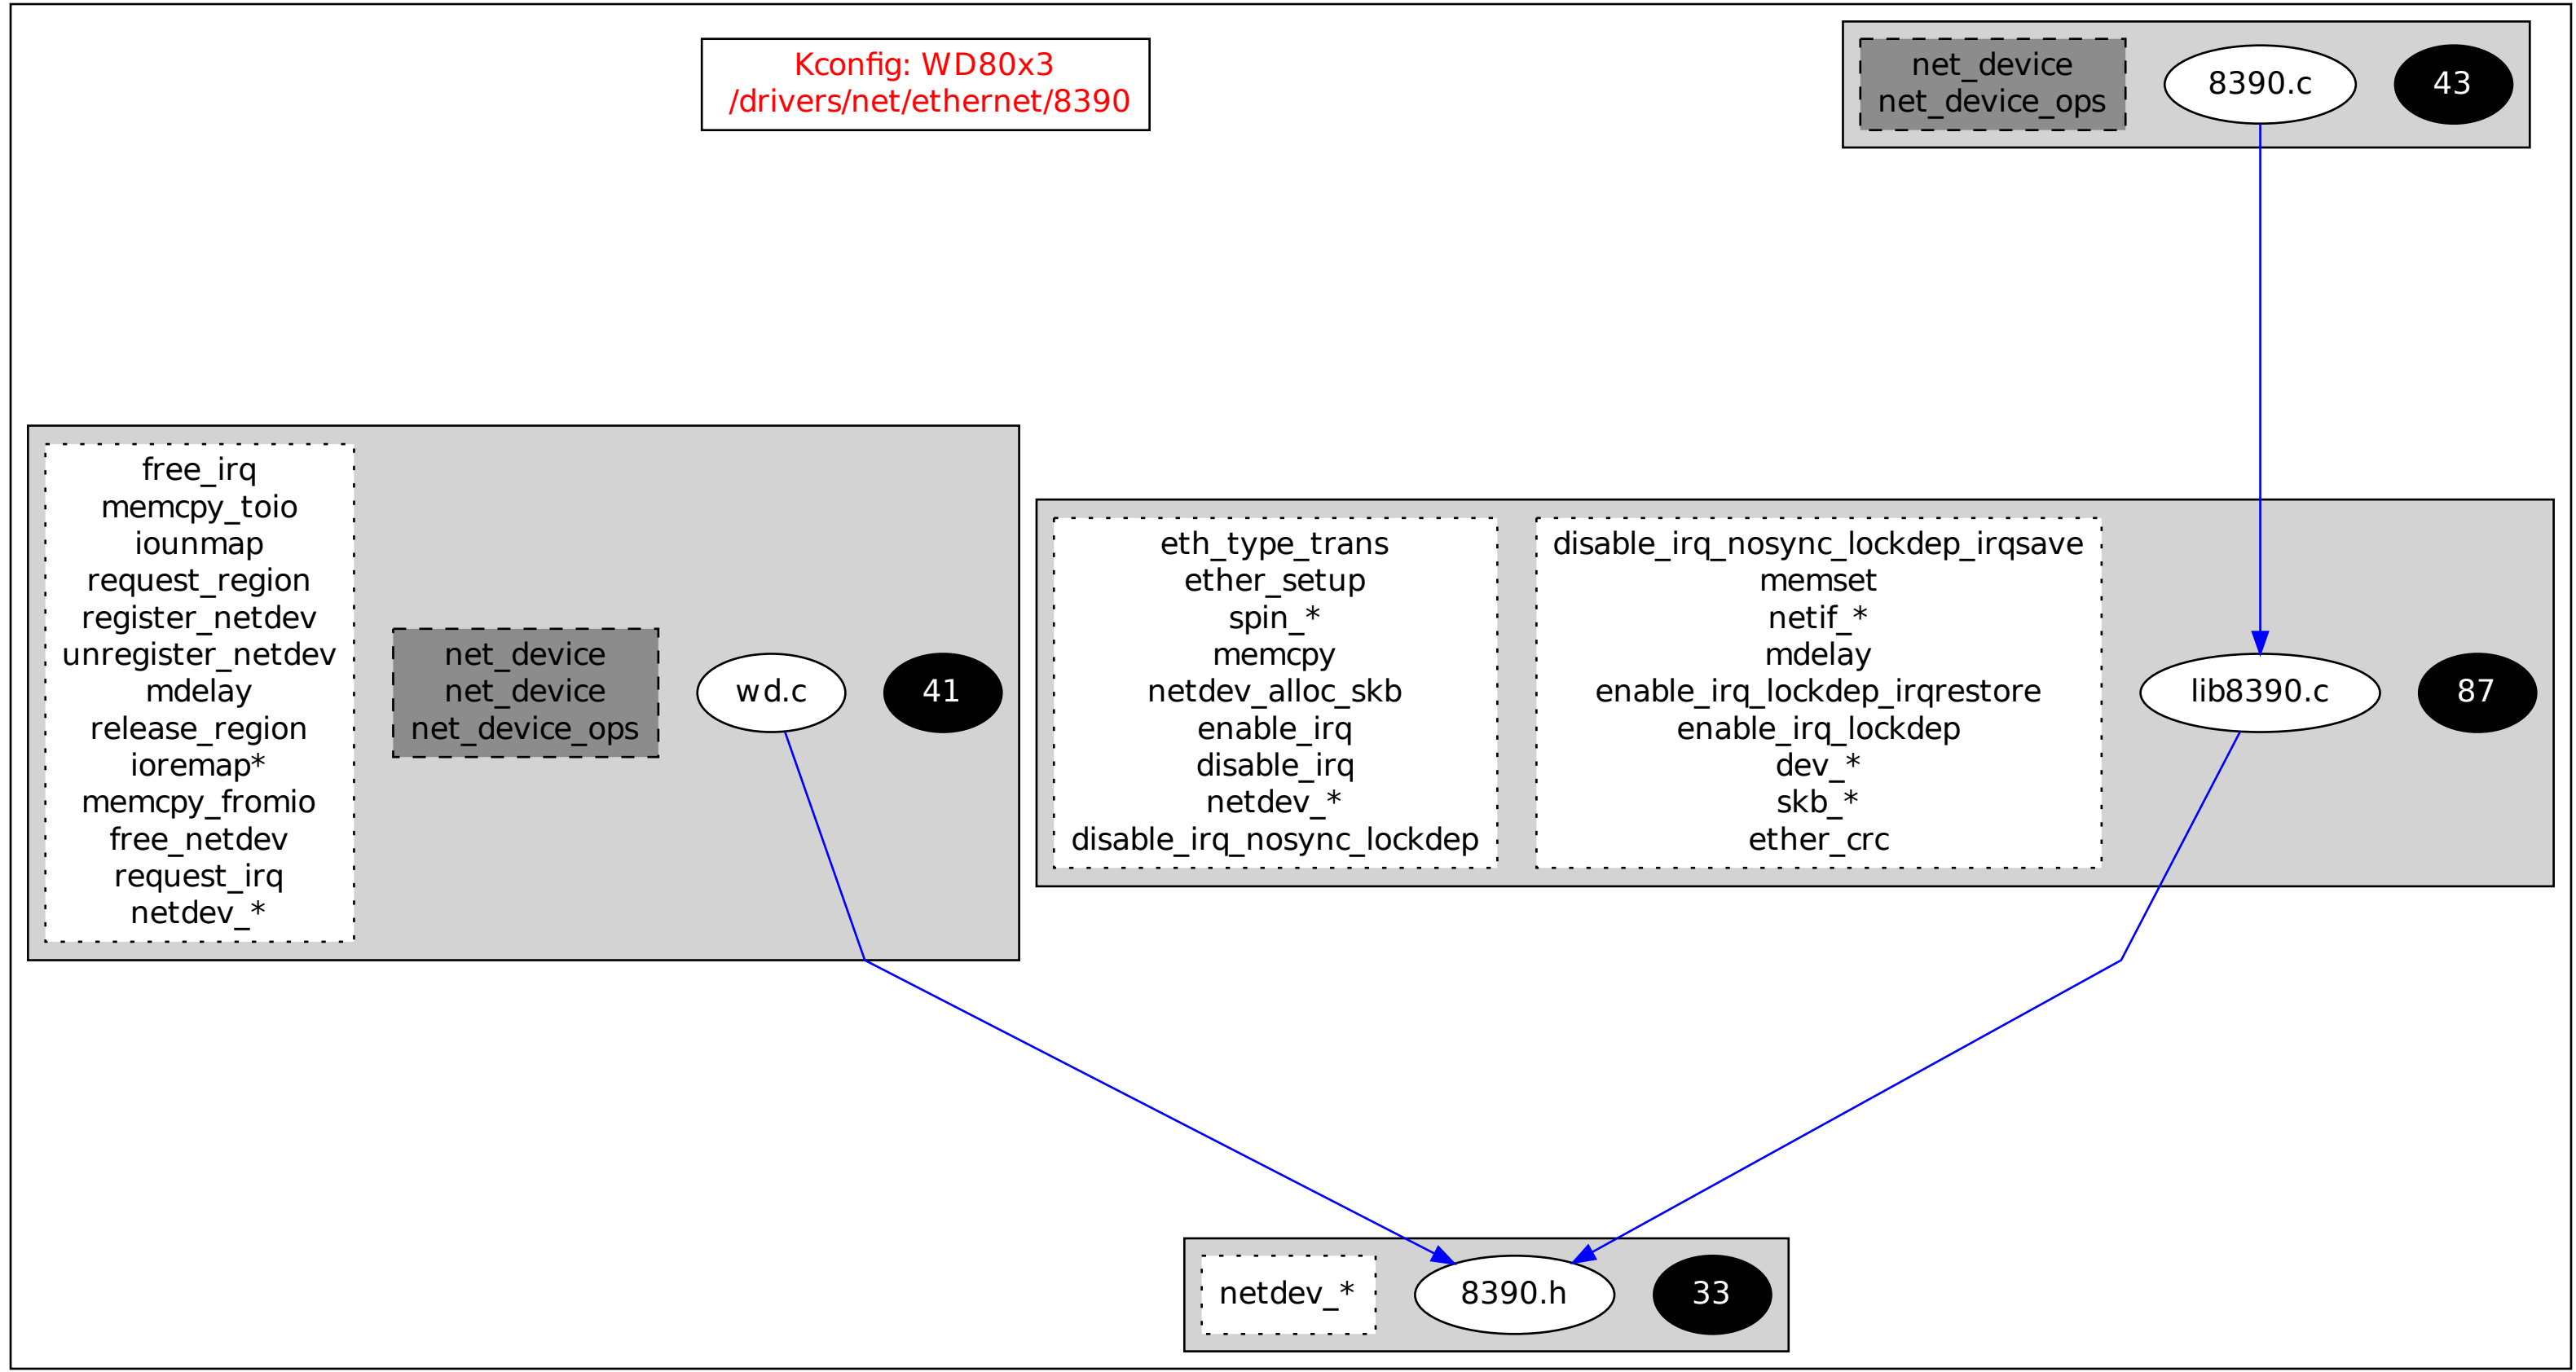 Kconfig: WD80x3
/drivers/net/ethernet/8390
net_device
net_device_ops
8390.c
43
free_irq
memcpy_toio
iounmap
request_region
register_netdev
unregister_netdev
mdelay
release_region
ioremap*
memcpy_fromio
free_netdev
request_irq
netdev_*
net_device
net_device
net_device_ops
wd.c
41
eth_type_trans
ether_setup
spin_*
memcpy
netdev_alloc_skb
enable_irq
disable_irq
netdev_*
disable_irq_nosync_lockdep
disable_irq_nosync_lockdep_irqsave
memset
netif_*
mdelay
enable_irq_lockdep_irqrestore
enable_irq_lockdep
dev_*
skb_*
ether_crc
lib8390.c
87
netdev_*
8390.h
33